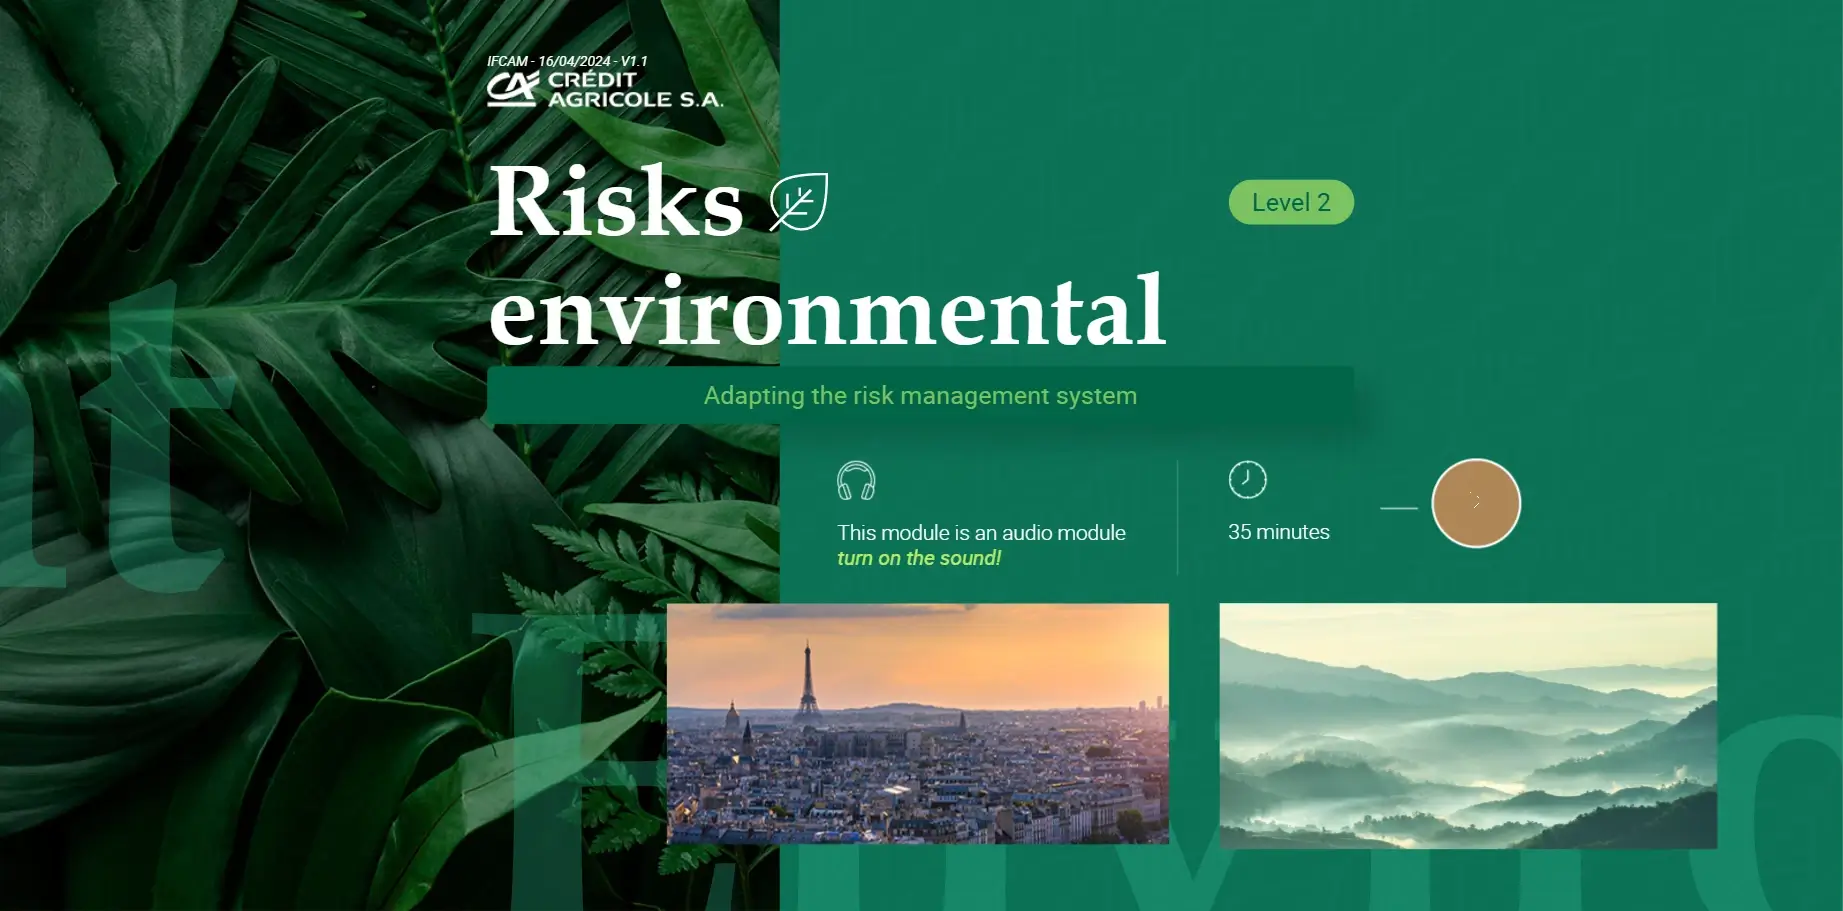 IFCAM - 16/04/2024 - V1.1
CRÉDIT
AGRICOLE S.A.
Risks
Level 2
environmental
Adapting the risk management system
This module is an audio module
turn on the sound!
35 minutes